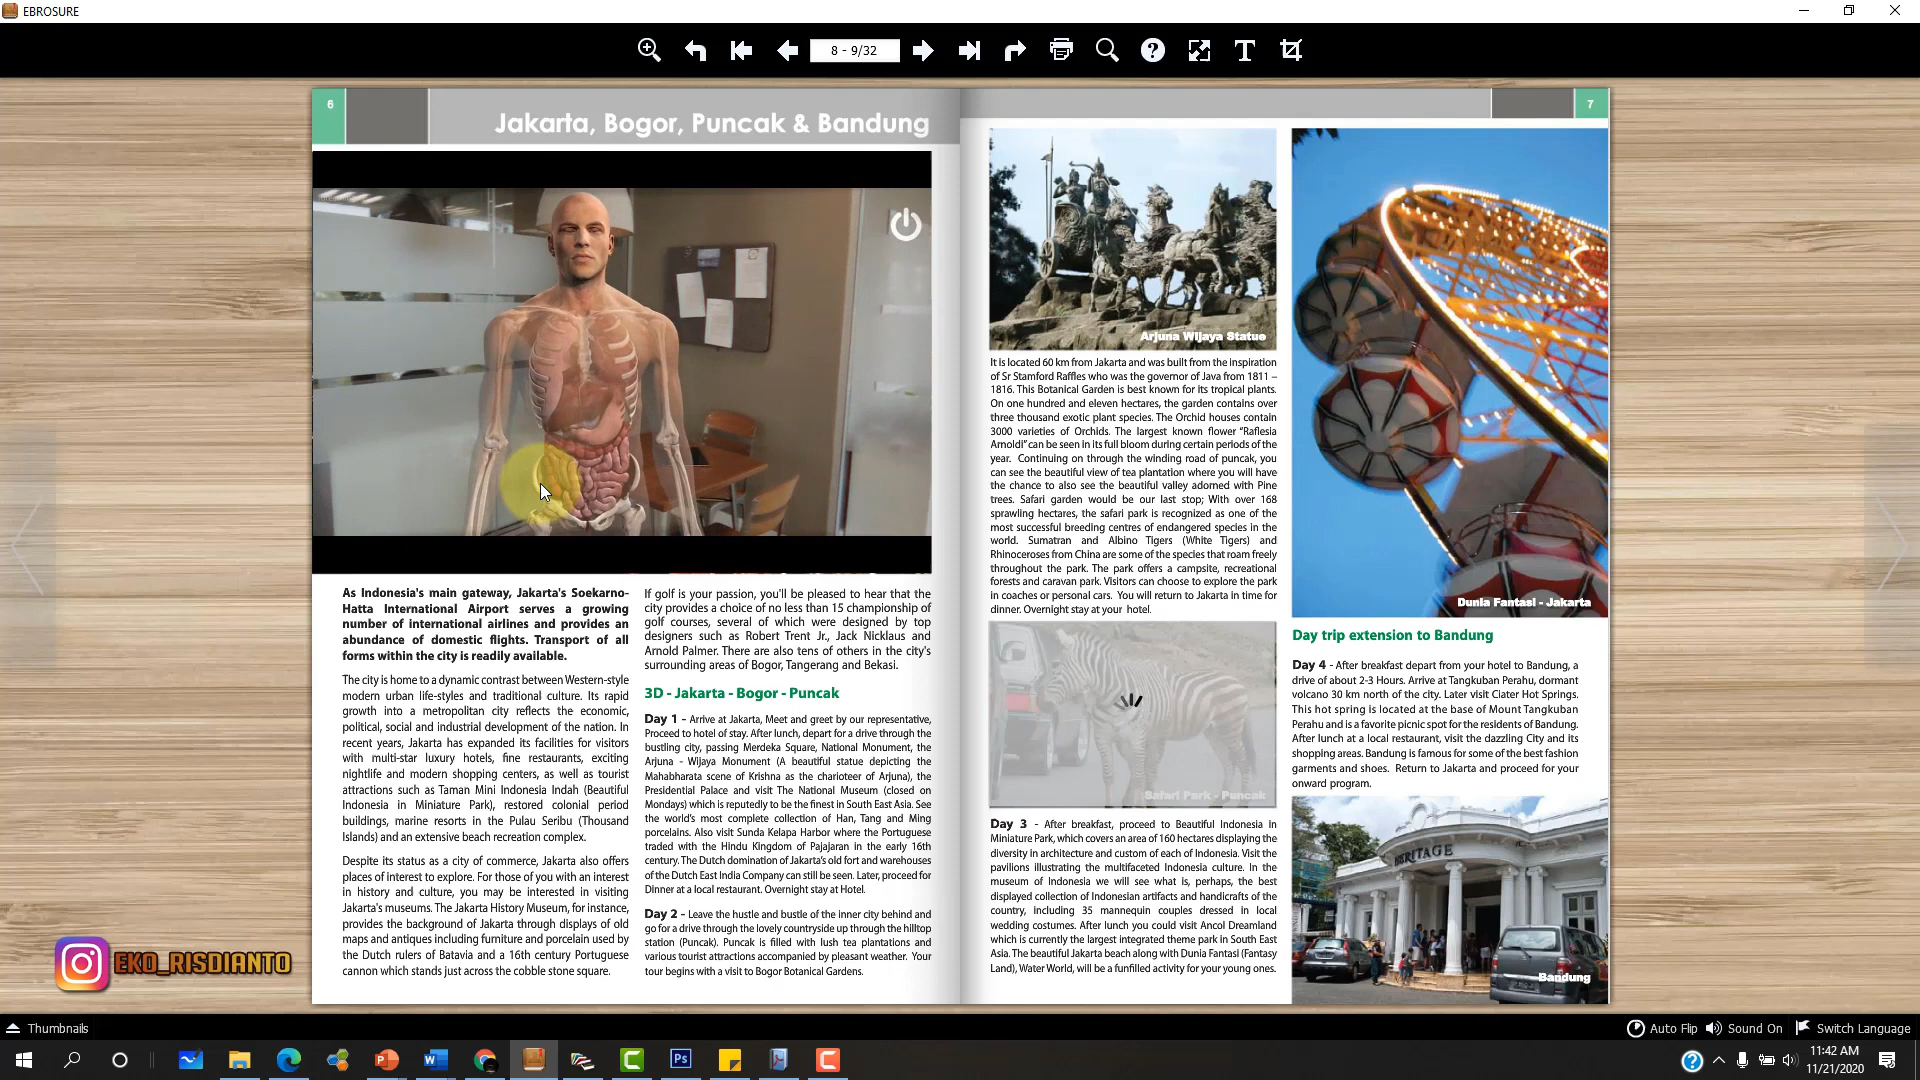 EBROSURE
8 - 9/32
6
Jakarta, Bogor, Puncak & Bandung
As Indonesia's main gateway, Jakarta's Soekarno-
Hatta International Airport serves a growing
number of international airlines and provides an
abundance of domestic flights. Transport of all
forms within the city is readily available.
The city is home to a dynamic contrast between Western-style
modern urban life-styles and traditional culture. Its rapid
growth into a metropolitan city reflects the economic,
political, social and industrial development of the nation. In
recent years, Jakarta has expanded its facilities for visitors
with multi-star luxury hotels, fine restaurants, exciting
nightlife and modern shopping centers, as well as tourist
attractions such as Taman Mini Indonesia Indah (Beautiful
Indonesia in Miniature Park), restored colonial period
buildings, marine resorts in the Pulau Seribu (Thousand
Islands) and an extensive beach recreation complex.
Despite its status as a city of commerce, Jakarta also offers
places of interest to explore. For those of you with an interest
in history and culture, you may be interested in visiting
Jakarta's museums. The Jakarta History Museum, for instance,
provides the background of Jakarta through displays of old
maps and antiques including furniture and porcelain used by
the Dutch rulers of Batavia and a 16th century Portuguese
cannon which stands just across the cobble stone square.
If golf is your passion, you'll be pleased to hear that the
city provides a choice of no less than 15 championship of
golf courses, several of which were designed by top
designers such as Robert Trent Jr., Jack Nicklaus and
Arnold Palmer. There are also tens of others in the city's
surrounding areas of Bogor, Tangerang and Bekasi.
3D - Jakarta - Bogor - Puncak
Day 1 - Arrive at Jakarta, Meet and greet by our representative,
Proceed to hotel of stay. After lunch, depart for a drive through the
bustling city, passing Merdeka Square, National Monument, the
Arjuna - Wijaya Monument (A beautiful statue depicting the
Mahabharata scene of Krishna as the charioteer of Arjuna), the
Presidential Palace and visit The National Museum (closed on
Mondays) which is reputedly to be the finest in South East Asia. See
the world's most complete collection of Han, Tang and Ming
porcelains. Also visit Sunda Kelapa Harbor where the Portuguese
traded with the Hindu Kingdom of Pajajaran in the early 16th
century. The Dutch domination of Jakarta's old fort and warehouses
of the Dutch East India Company can still be seen. Later, proceed for
Dinner at a local restaurant. Overnight stay at Hotel.
Day 2 - Leave the hustle and bustle of the inner city behind and
go for a drive through the lovely countryside up through the hilltop
station (Puncak). Puncak is filled with lush tea plantations and
various tourist attractions accompanied by pleasant weather. Your
tour begins with a visit to Bogor Botanical Gardens.
7
Arjuna Wijaya Statue
It is located 60 km from Jakarta and was built from the inspiration
of Sr Stamford Raffles who was the governor of Java from 1811 –
1816. This Botanical Garden is best known for its tropical plants.
On one hundred and eleven hectares, the garden contains over
three thousand exotic plant species. The Orchid houses contain
3000 varieties of Orchids. The largest known flower "Raflesia
Arnoldi" can be seen in its full bloom during certain periods of the
year. Continuing on through the winding road of puncak, you
can see the beautiful view of tea plantation where you will have
the chance to also see the beautiful valley adorned with Pine
trees. Safari garden would be our last stop; With over 168
sprawling hectares, the safari park is recognized as one of the
most successful breeding centres of endangered species in the
world. Sumatran and Albino Tigers (White Tigers) and
Rhinoceroses from China are some of the species that roam freely
throughout the park. The park offers a campsite, recreational
forests and caravan park. Visitors can choose to explore the park
in coaches or personal cars. You will return to Jakarta in time for
dinner. Overnight stay at your hotel.
Safari Park - Puncak
Day 3 - After breakfast, proceed to Beautiful Indonesia in
Miniature Park, which covers an area of 160 hectares displaying the
diversity in architecture and custom of each of Indonesia. Visit the
pavilions illustrating the multifaceted Indonesia culture. In the
museum of Indonesia we will see what is, perhaps, the best
displayed collection of Indonesian artifacts and handicrafts of the
country, including 35 mannequin couples dressed in local
wedding costumes. After lunch you could visit Ancol Dreamland
which is currently the largest integrated theme park in South East
Asia. The beautiful Jakarta beach along with Dunia Fantasi (Fantasy
Land), Water World, will be a funfilled activity for your young ones.
Dunia Fantasi - Jakarta
Day trip extension to Bandung
Day 4 - After breakfast depart from your hotel to Bandung, a
drive of about 2-3 Hours. Arrive at Tangkuban Perahu, dormant
volcano 30 km north of the city. Later visit Ciater Hot Springs.
This hot spring is located at the base of Mount Tangkuban
Perahu and is a favorite picnic spot for the residents of Bandung.
After lunch at a local restaurant, visit the dazzling City and its
shopping areas. Bandung is famous for some of the best fashion
garments and shoes. Return to Jakarta and proceed for your
onward program.
HERITAGE
Bandung
EKO_RISDIANTO
Thumbnails
Auto Flip
Sound On
Switch Language
11:42 AM
11/21/2020